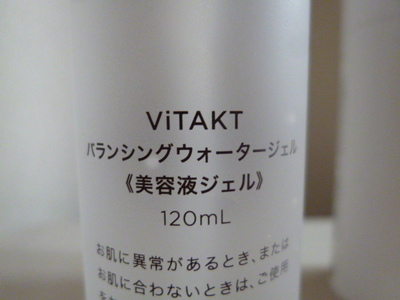 ViTAKT
バランシングウォータージェル
《美容液ジェル》
120mL
お肌に異常があるとき、または
お肌に合わないときは、ご使用